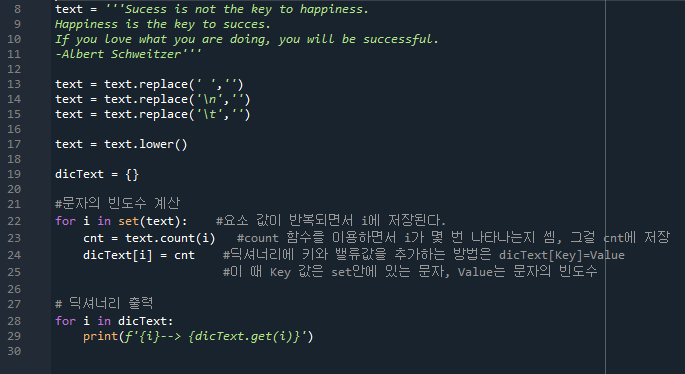 8 text = '''Sucess is not the key to happiness.
9 Happiness is the key to succes.
10 If you love what you are doing, you will be successful.
11 -Albert Schweitzer'''
12
13 text = text.replace(' ','')
14 text = text.replace('\n','')
15 text = text.replace('\t','')
16
17 text = text.lower()
18
19 dicText = {}
20
21 #문자의 빈도수 계산
22 for i in set(text): #요소 값이 반복되면서 i에 저장된다.
23 cnt = text.count(i) #count 함수를 이용하면서 i가 몇 번 나타나는지 셈, 그걸 cnt에 저장
24 dicText[i] = cnt #딕셔너리에 키와 밸류값을 추가하는 방법은 dicText[Key]=Value
25 #이 때 Key 값은 set안에 있는 문자, Value는 문자의 빈도수
26
27 # 딕셔너리 출력
28 for i in dicText:
29 print(f'{i}--> {dicText.get(i)}')
30